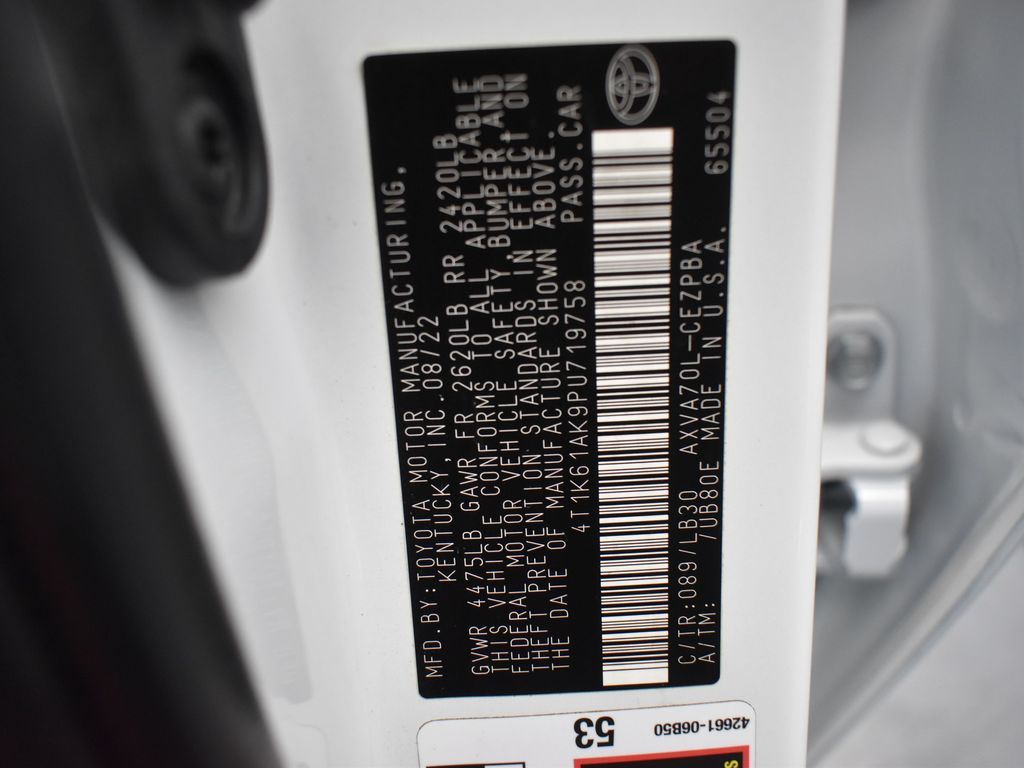 MFD.BY:TOYOTA MOTOR MANUFACTURING,
KENTUCKY, INC.08/22
GVWR 4475LB GAWR FR 2620LB RR 2420LB
THIS VEHICLE CONFORMS TO ALL APPLICABLE
FEDERAL MOTOR VEHICLE SAFETY,BUMPER,AND
THEFT PREVENTION STANDARDS IN EFFECT ON
THE DATE OF MANUFACTURE SHOWN ABOVE.
4T1K61AK9PU719758 PASS.CAR
C/TR:089/LB30 AXVA70L-CEZPBA 65504
A/TM: /UB80E MADE IN U.S.A.
42661-06B50
53